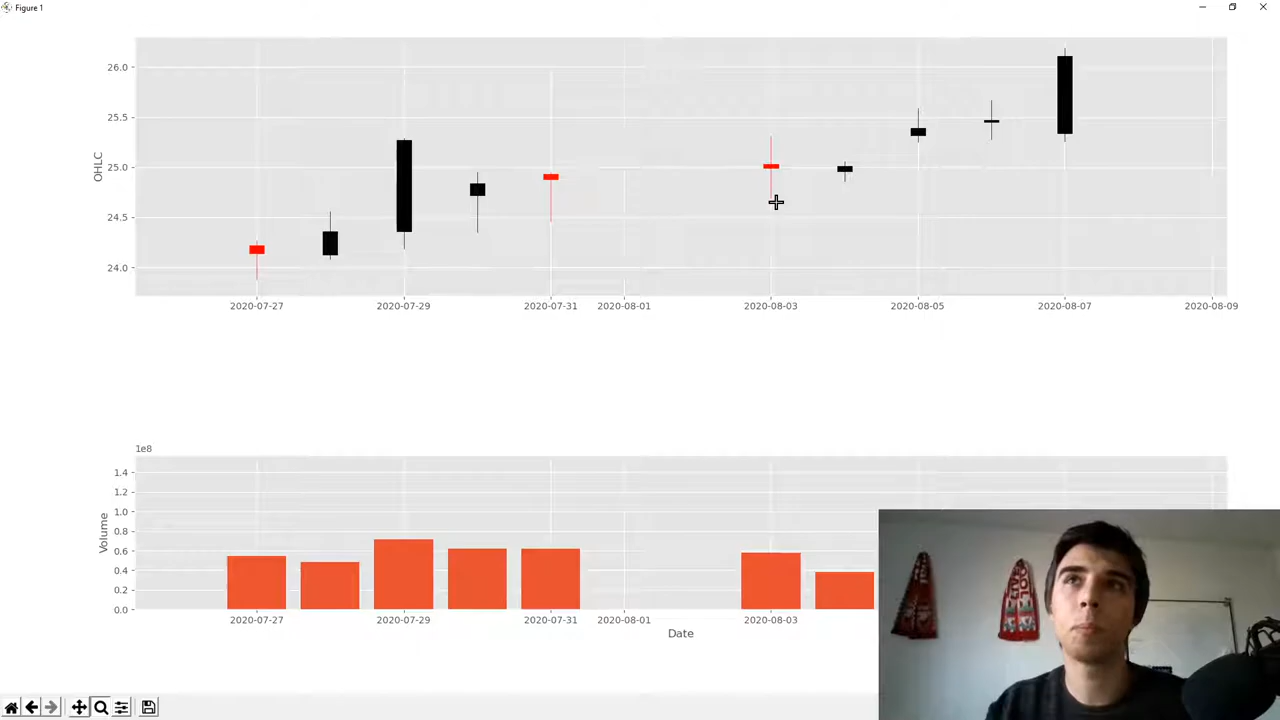 Figure 1
26.0
25.5
25.0
24.5
24.0
OHLC
2020-07-27 2020-07-29 2020-07-31 2020-08-01 2020-08-03 2020-08-05 2020-08-07 2020-08-09
1e8
1.4
1.2
1.0
0.8
0.6
0.4
0.2
0.0
Volume
2020-07-27 2020-07-29 2020-07-31 2020-08-01 2020-08-03
Date